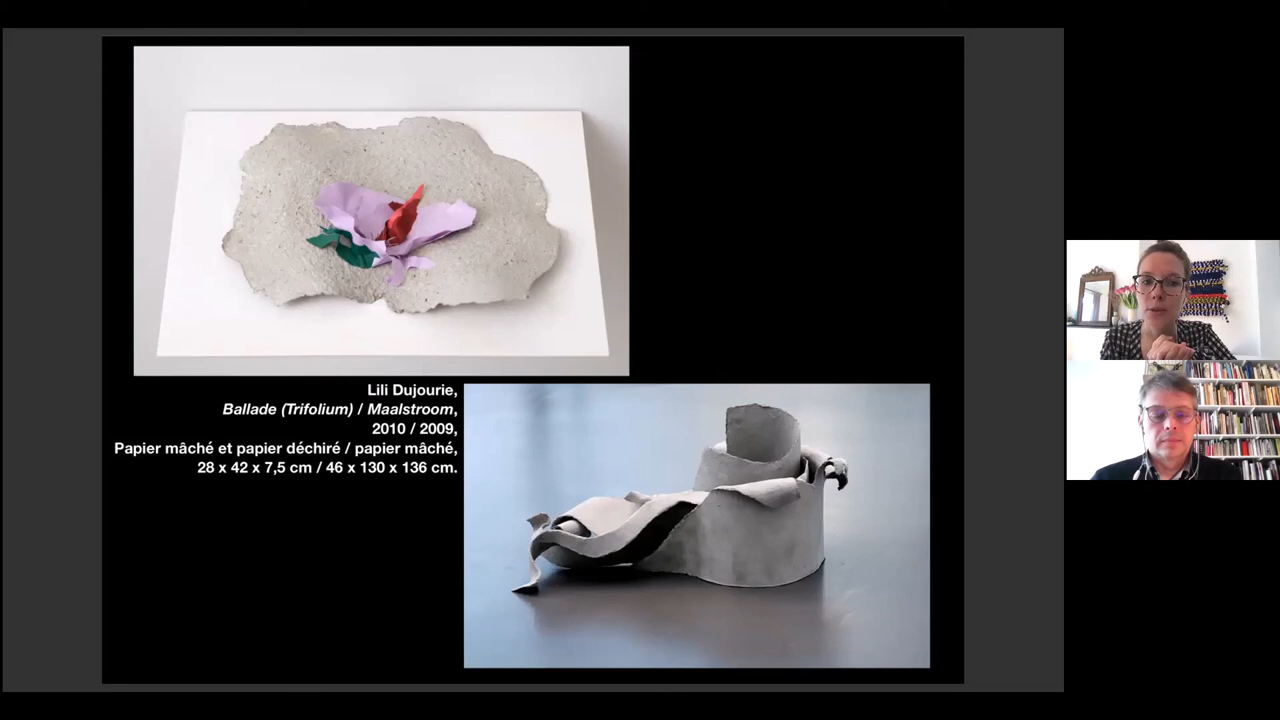 Lili Dujourie,
Ballade (Trifolium) / Maalstroom,
2010 / 2009,
Papier mâché et papier déchiré / papier mâché,
28 x 42 x 7,5 cm / 46 x 130 x 136 cm.